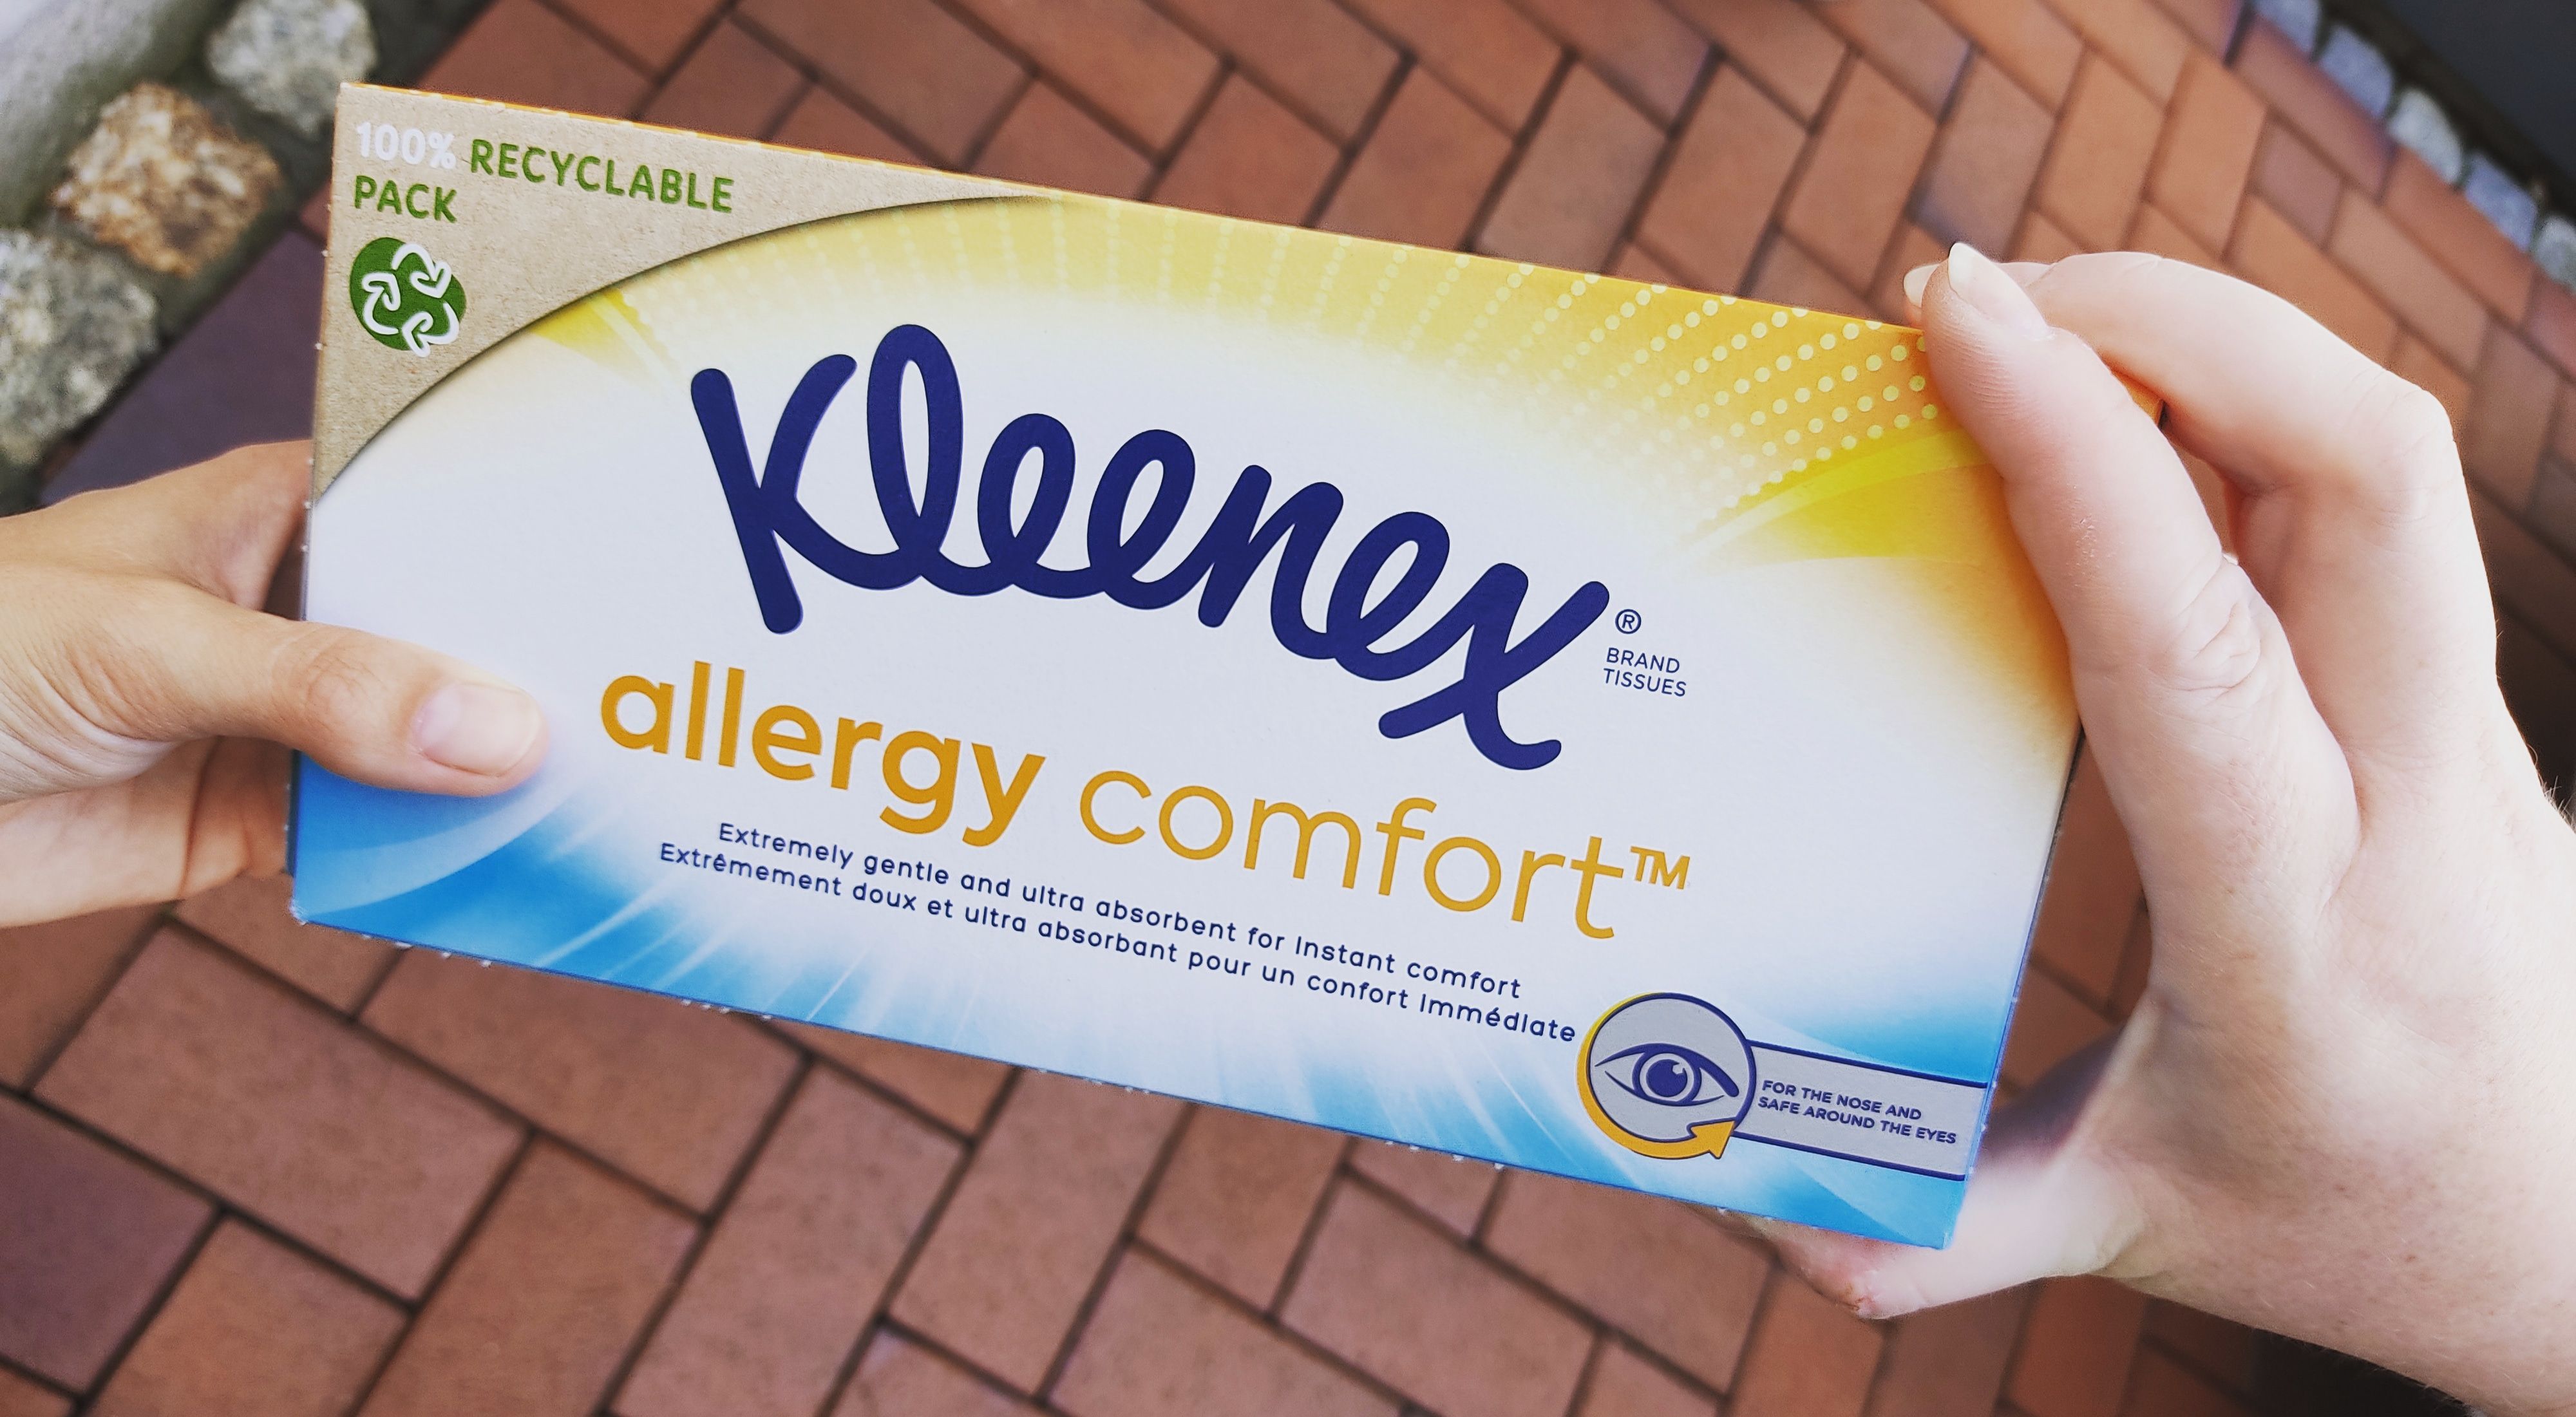 100% RECYCLABLE
PACK
Kleenex®
BRAND
TISSUES
allergy comfort™
Extremely gentle and ultra absorbent for instant comfort
Extrêmement doux et ultra absorbant pour un confort immédiate
FOR THE NOSE AND
SAFE AROUND THE EYES